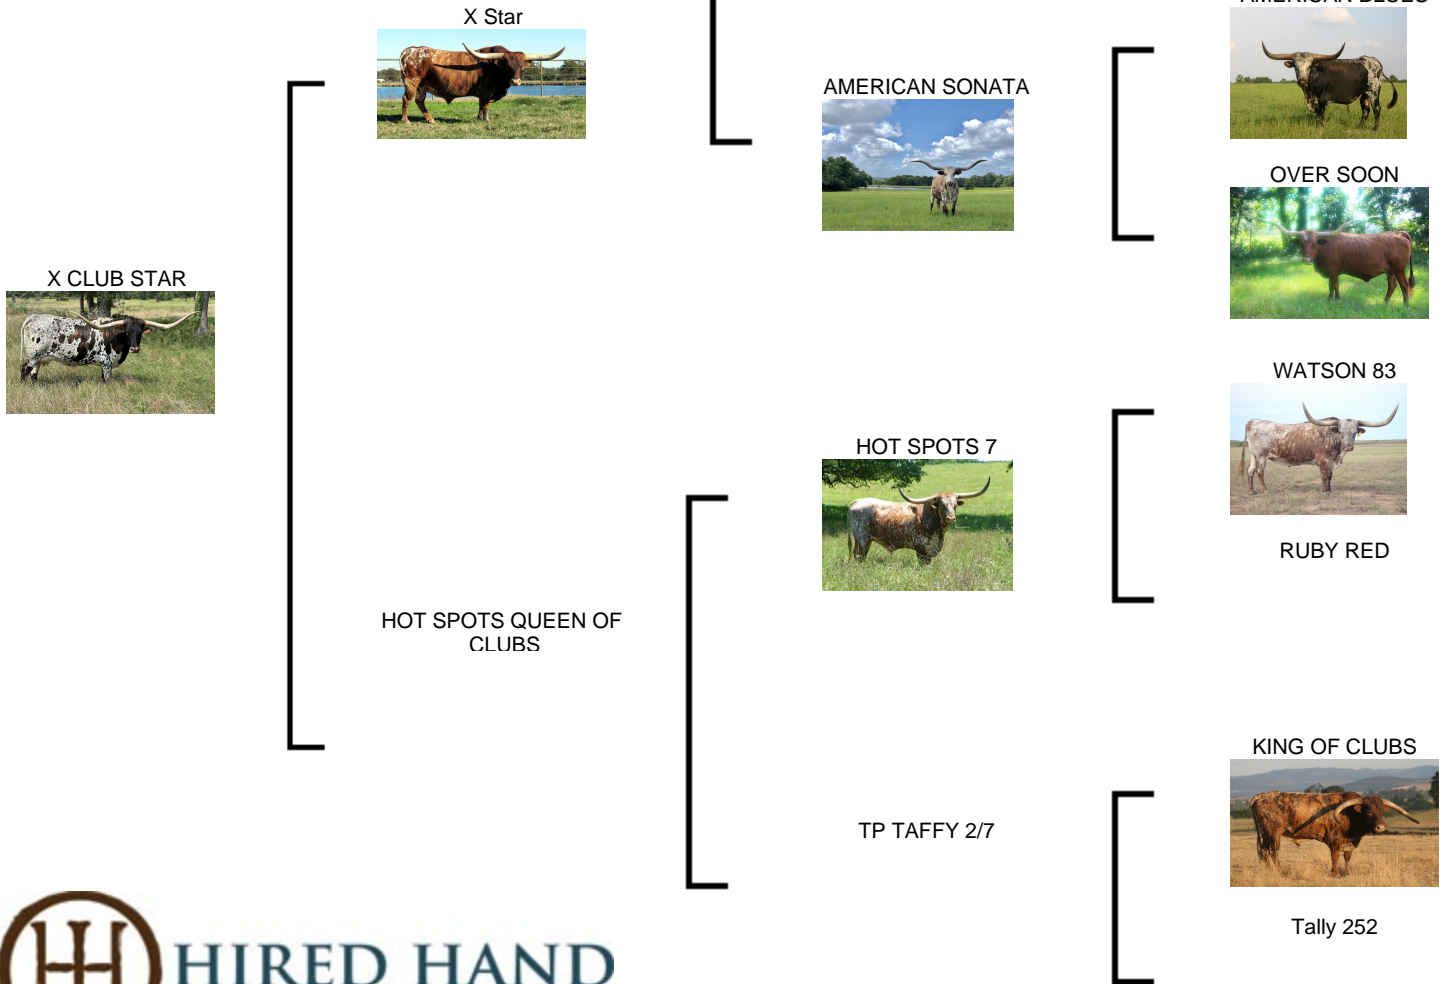 X Star
AMERICAN SONATA
OVER SOON
X CLUB STAR
WATSON 83
HOT SPOTS 7
RUBY RED
HOT SPOTS QUEEN OF
CLUBS
KING OF CLUBS
TP TAFFY 2/7
Tally 252
HIRED HAND